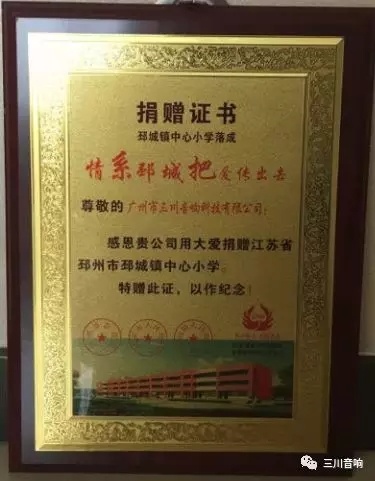 捐赠证书
邳城镇中心小学落成
情系邳城把爱传出去
尊敬的广州市三川音响科技有限公司：
感恩贵公司用大爱捐赠江苏省
邳州市邳城镇中心小学。
特赠此证，以作纪念！
三川音响